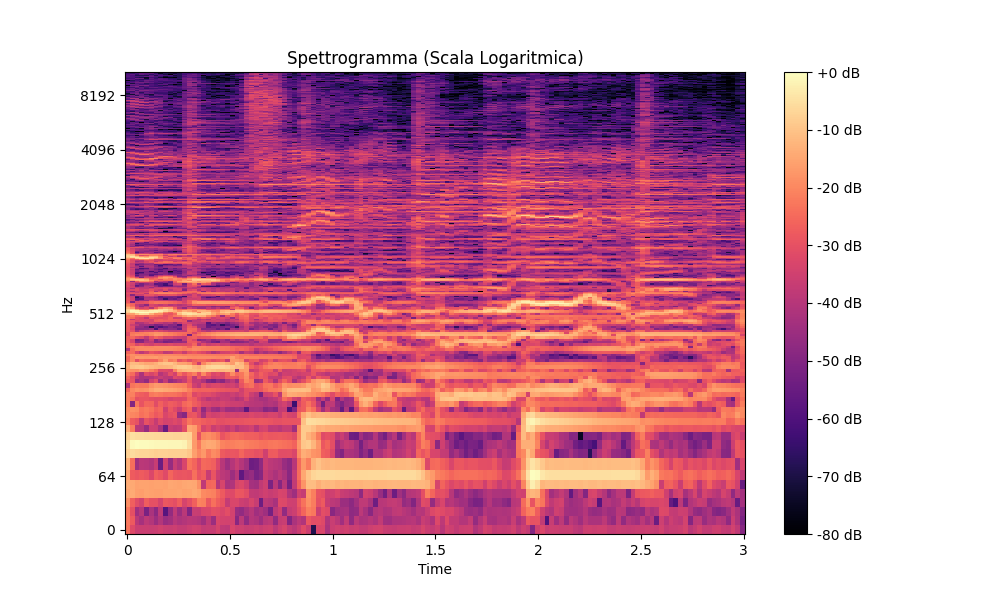 Spettrogramma (Scala Logaritmica)
Hz
8192
4096
2048
1024
512
256
128
64
0
0
0.5
1
1.5
2
2.5
3
Time
+0 dB
-10 dB
-20 dB
-30 dB
-40 dB
-50 dB
-60 dB
-70 dB
-80 dB